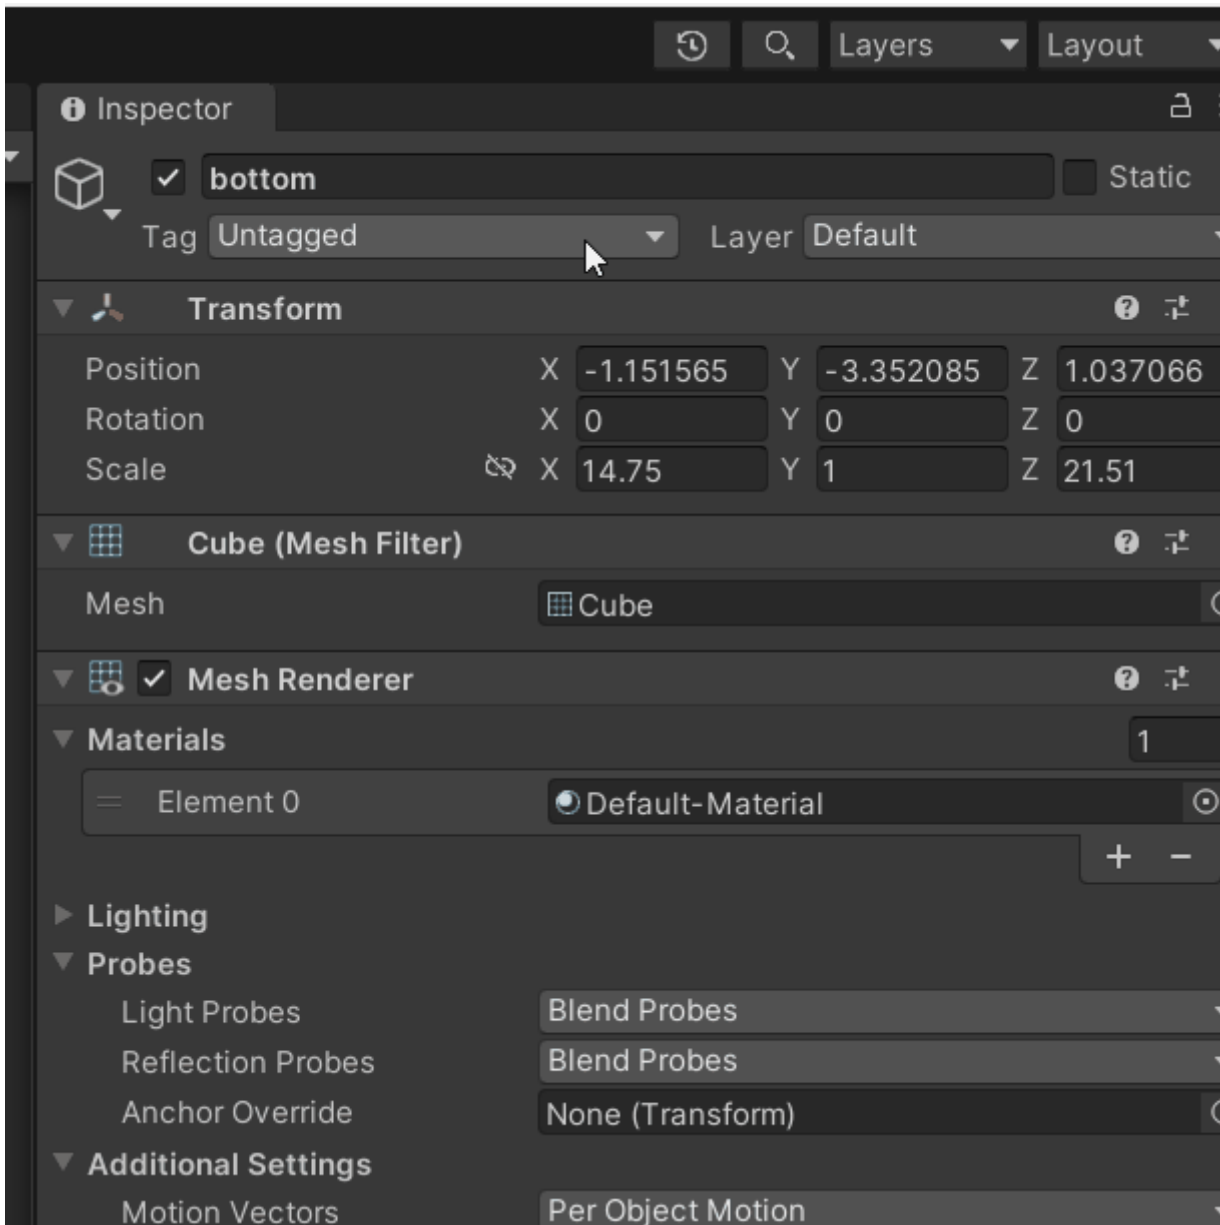 Layers Layout
Inspector
bottom Static
Tag Untagged Layer Default
Transform
Position X -1.151565 Y -3.352085 Z 1.037066
Rotation X 0 Y 0 Z 0
Scale X 14.75 Y 1 Z 21.51
Cube (Mesh Filter)
Mesh Cube
Mesh Renderer
Materials 1
Element 0 Default-Material
+ −
Lighting
Probes
Light Probes Blend Probes
Reflection Probes Blend Probes
Anchor Override None (Transform)
Additional Settings
Motion Vectors Per Object Motion